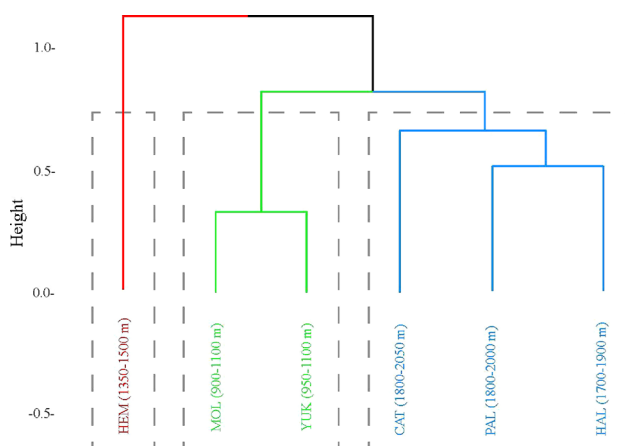 1.0-
0.5-
0.0-
-0.5-
Height
HEM (1350-1500 m)
MOL (900-1100 m)
YUK (950-1100 m)
CAT (1800-2050 m)
PAL (1800-2000 m)
HAL (1700-1900 m)